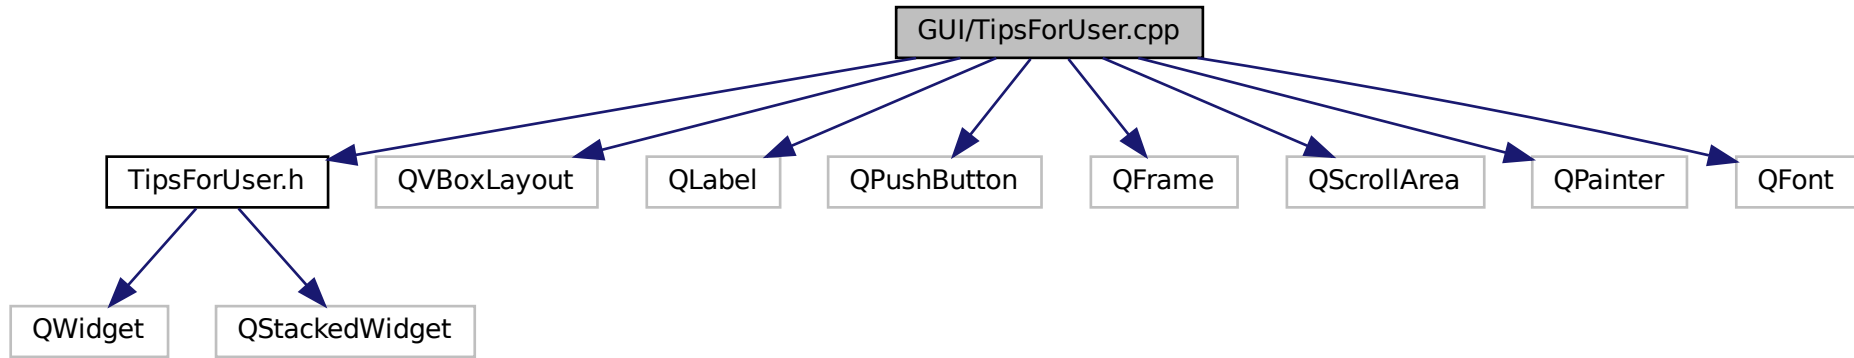 GUI/TipsForUser.cpp
TipsForUser.h
QVBoxLayout
QLabel
QPushButton
QFrame
QScrollArea
QPainter
QFont
QWidget
QStackedWidget